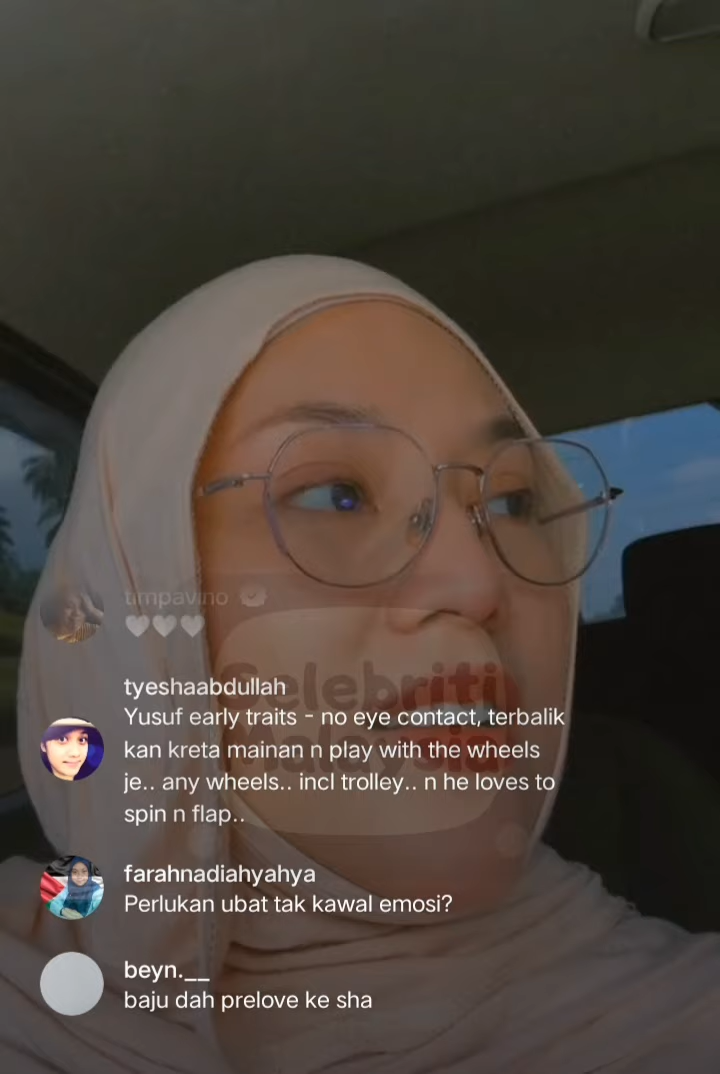 timpavino
🤍🤍🤍
Selebriti
Malaysia
tyeshaabdullah
Yusuf early traits - no eye contact, terbalik
kan kreta mainan n play with the wheels
je.. any wheels.. incl trolley.. n he loves to
spin n flap..
farahnadiahyahya
Perlukan ubat tak kawal emosi?
beyn.__
baju dah prelove ke sha